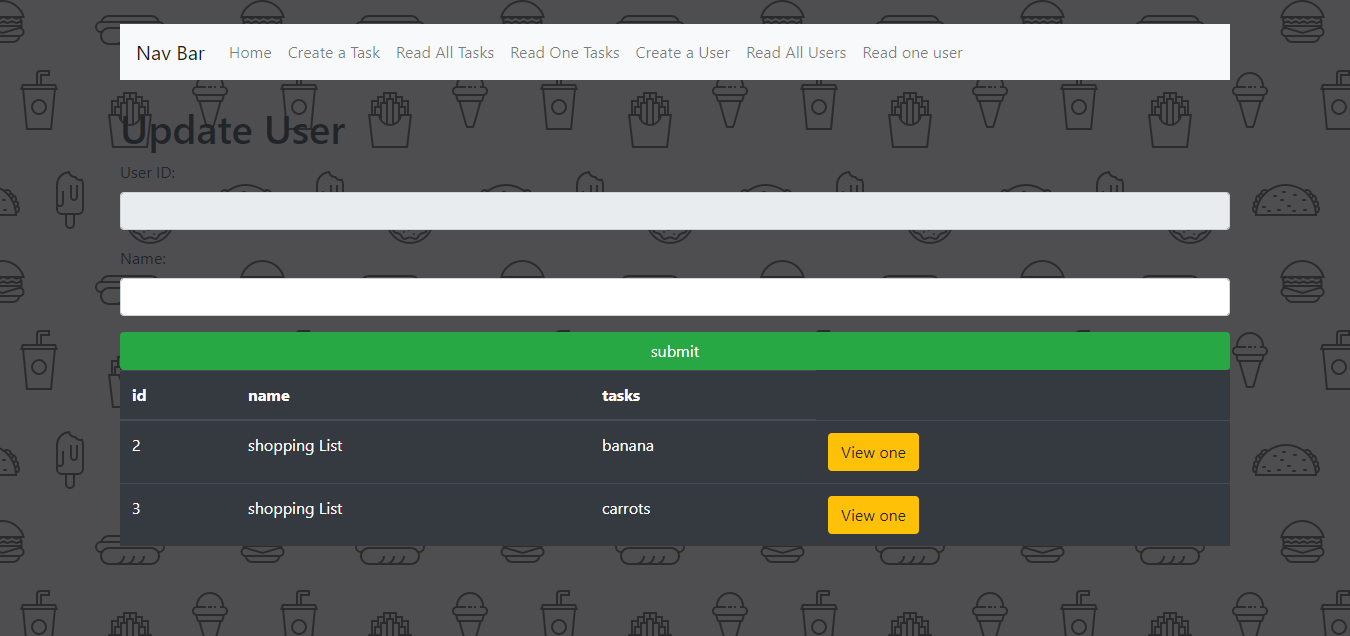 Nav Bar Home Create a Task Read All Tasks Read One Tasks Create a User Read All Users Read one user
Update User
User ID:
Name:
submit
id name tasks
2 shopping List banana View one
3 shopping List carrots View one